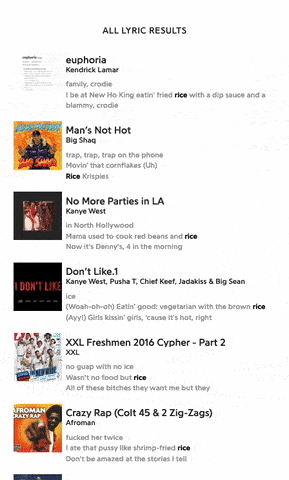 ALL LYRIC RESULTS
euphoria
Kendrick Lamar
family, crodie
I be at New Ho King eatin' fried rice with a dip sauce and a
blammy, crodie
Man's Not Hot
Big Shaq
trap, trap, trap on the phone
Movin' that cornflakes (Uh)
Rice Krispies
No More Parties in LA
Kanye West
in North Hollywood
Mama used to cook red beans and rice
Now it's Denny's, 4 in the morning
I DON'T LIKE
Don't Like.1
Kanye West, Pusha T, Chief Keef, Jadakiss & Big Sean
ice
(Woah-oh-oh) Eatin' good: vegetarian with the brown rice
(Ayy!) Girls kissin' girls, 'cause it's hot, right
XXL Freshmen 2016 Cypher - Part 2
XXL
no guap with no ice
Wasn't no food but rice
All of these bitches they want me but they
AFROMAN
CRAZY RAP
Crazy Rap (Colt 45 & 2 Zig-Zags)
Afroman
fucked her twice
I ate that pussy like shrimp-fried rice
Don't be amazed at the stories I tell